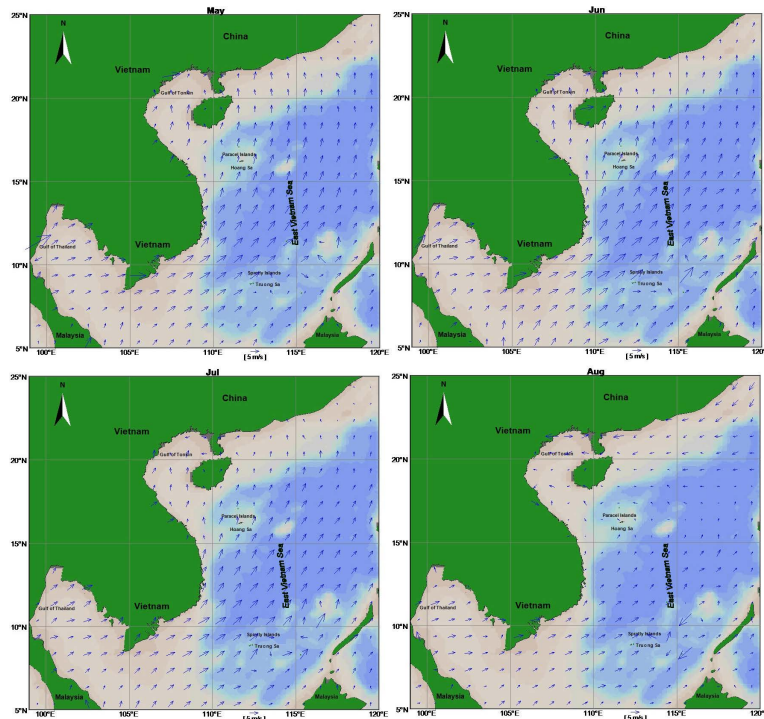 May
25°N
N
China
Vietnam
Gulf of Tonkin
20°N
Paracel Islands
Hoang Sa
15°N
East Vietnam Sea
Gulf of Thailand
Vietnam
10°N
Spratly Islands
Truong Sa
Malaysia
Malaysia
5°N
100°E 105°E 110°E 115°E 120°E
[ 5 m/s ]
Jun
25°N
N
China
Vietnam
Gulf of Tonkin
20°N
Paracel Islands
Hoang Sa
15°N
East Vietnam Sea
Gulf of Thailand
Vietnam
10°N
Spratly Islands
Truong Sa
Malaysia
Malaysia
5°N
100°E 105°E 110°E 115°E 120°E
[ 5 m/s ]
Jul
25°N
N
China
Vietnam
Gulf of Tonkin
20°N
Paracel Islands
Hoang Sa
15°N
East Vietnam Sea
Gulf of Thailand
Vietnam
10°N
Spratly Islands
Truong Sa
Malaysia
Malaysia
5°N
100°E 105°E 110°E 115°E 120°E
[ 5 m/s ]
Aug
25°N
N
China
Vietnam
Gulf of Tonkin
20°N
Paracel Islands
Hoang Sa
15°N
East Vietnam Sea
Gulf of Thailand
Vietnam
10°N
Spratly Islands
Truong Sa
Malaysia
Malaysia
5°N
100°E 105°E 110°E 115°E 120°
[ 5 m/s ]